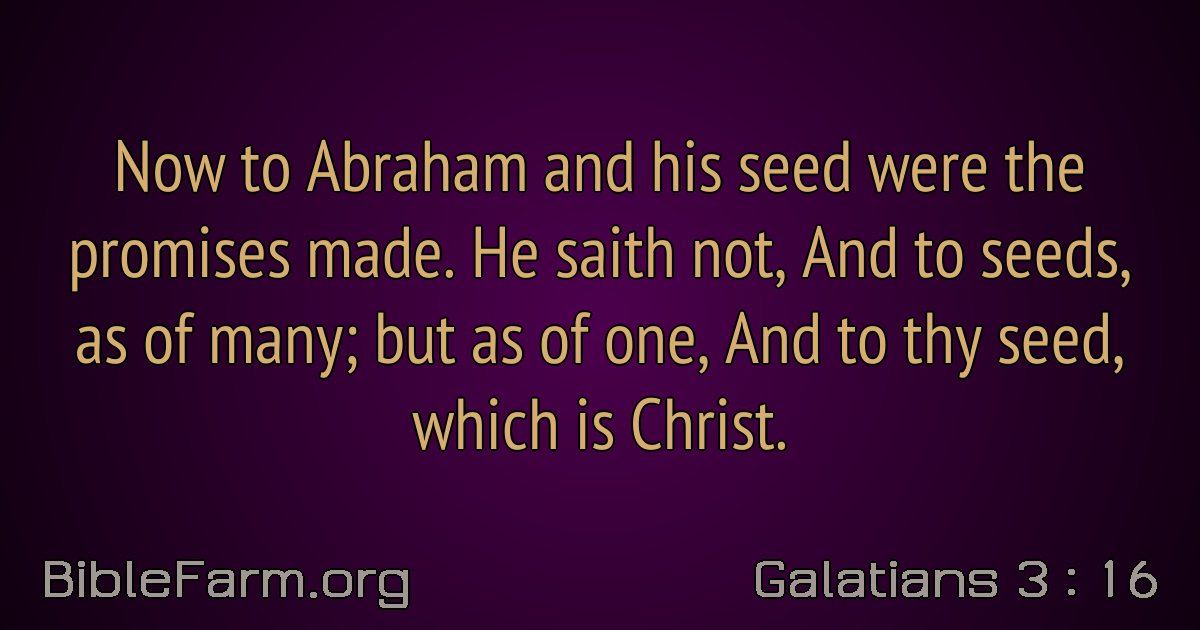 Now to Abraham and his seed were the
promises made. He saith not, And to seeds,
as of many; but as of one, And to thy seed,
which is Christ.
BibleFarm.org
Galatians 3 : 16